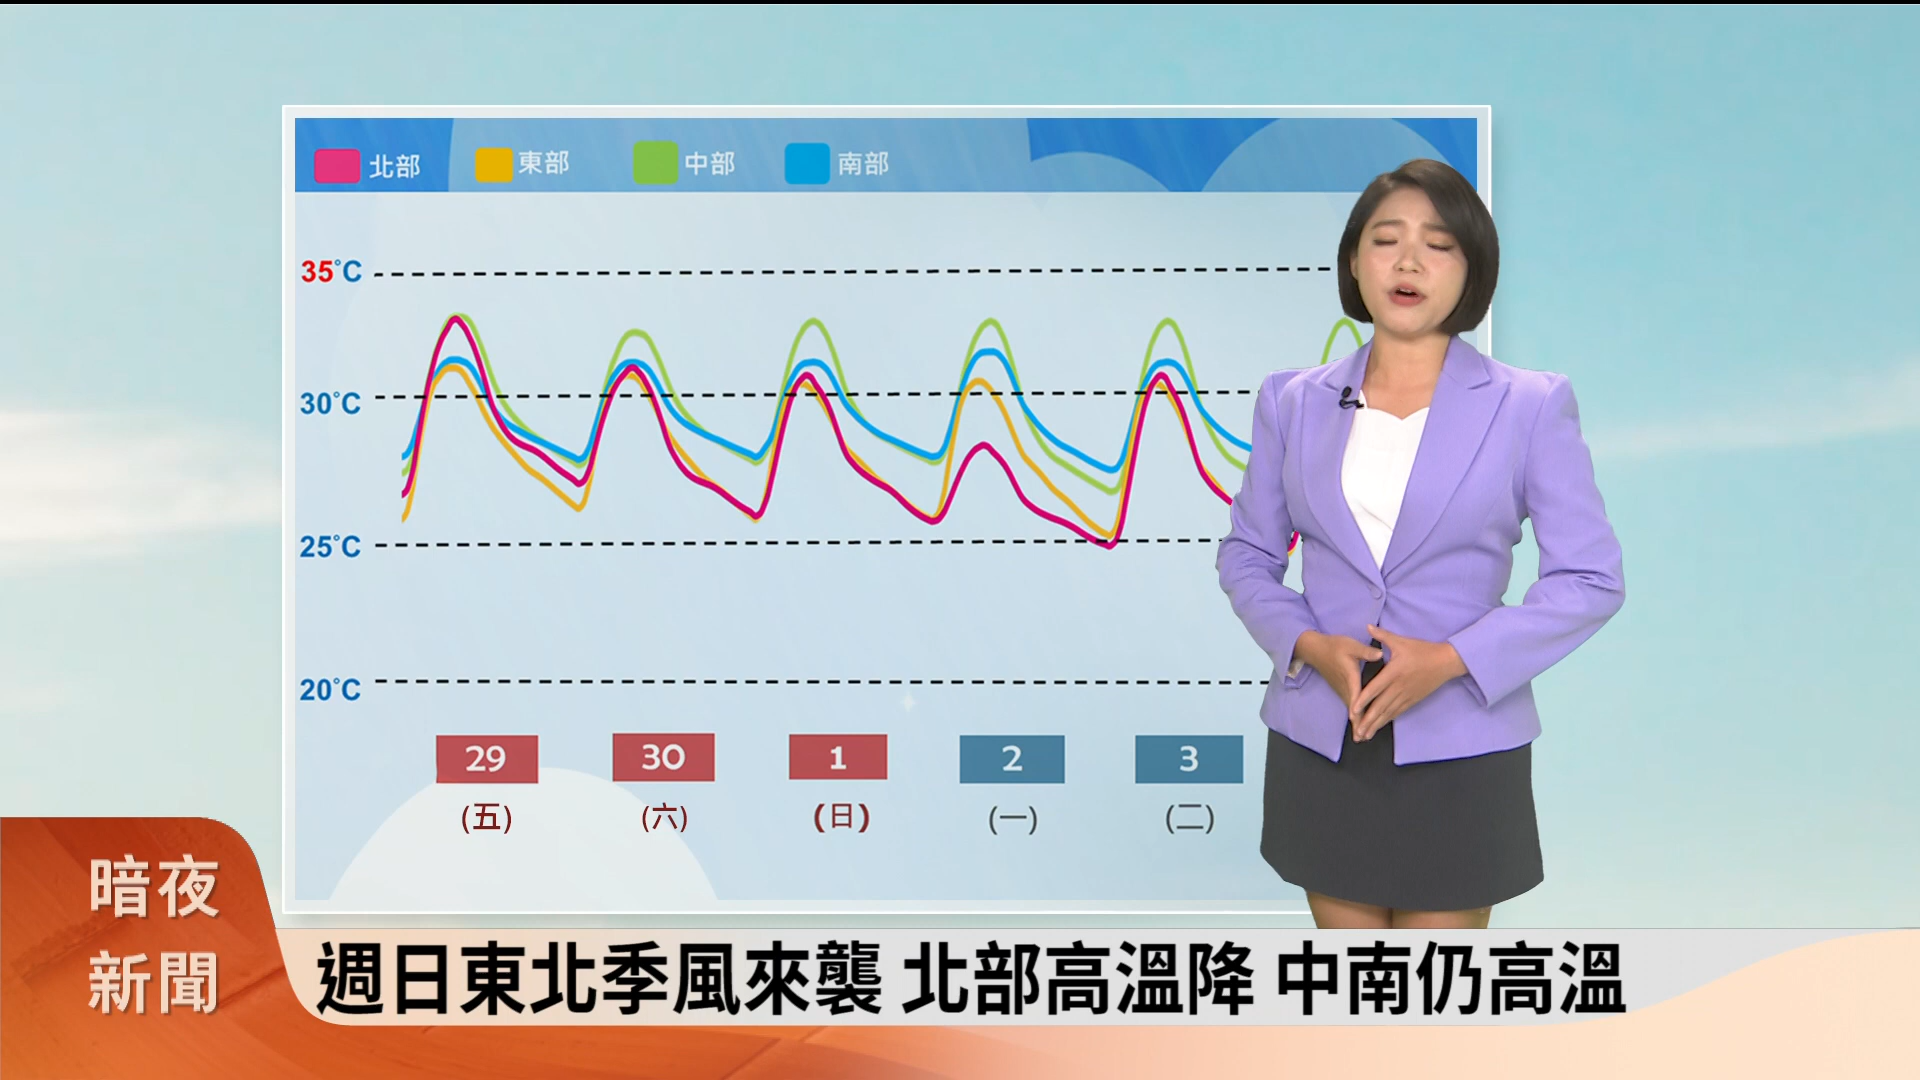 北部 東部 中部 南部
35°C
30°C
25°C
20°C
29 30 1 2 3
(五) (六) (日) (一) (二)
暗夜
新聞
週日東北季風來襲 北部高溫降 中南仍高溫